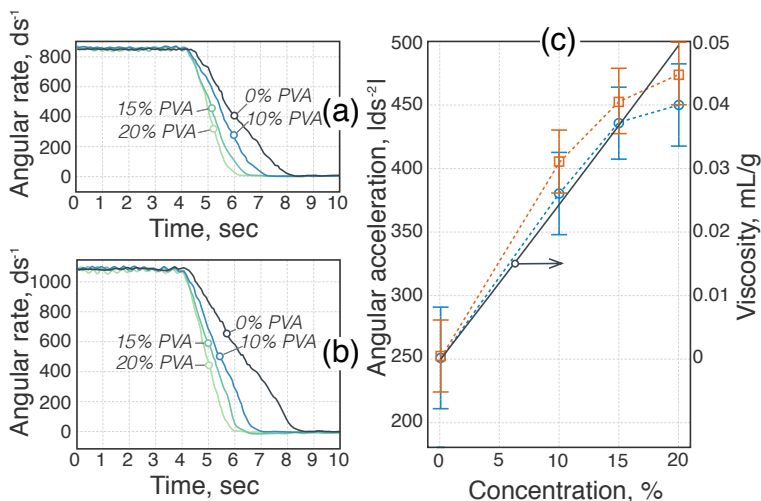 (a)
Angular rate, ds⁻¹
800
600
400
200
0
0% PVA
15% PVA
10% PVA
20% PVA
0 1 2 3 4 5 6 7 8 9 10
Time, sec
(b)
Angular rate, ds⁻¹
1000
800
600
400
200
0
0% PVA
15% PVA
10% PVA
20% PVA
0 1 2 3 4 5 6 7 8 9 10
Time, sec
(c)
Angular acceleration, |ds⁻²|
500
450
400
350
300
250
200
0.05
0.04
0.03
0.02
0.01
0
Viscosity, mL/g
0 10 15 20
Concentration, %